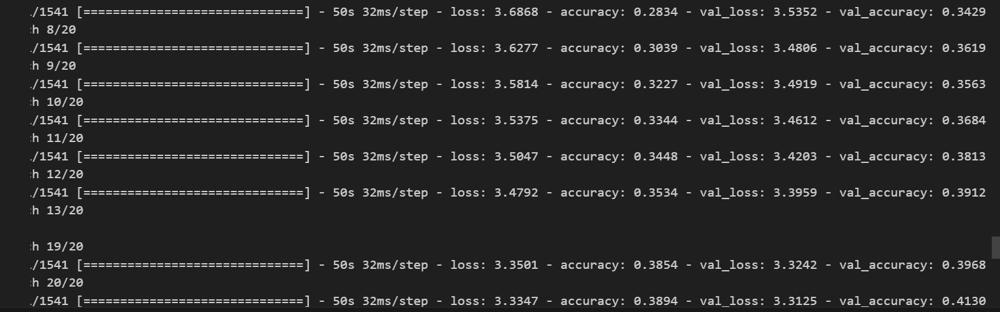 /1541 [==============================] - 50s 32ms/step - loss: 3.6868 - accuracy: 0.2834 - val_loss: 3.5352 - val_accuracy: 0.3429
h 8/20
/1541 [==============================] - 50s 32ms/step - loss: 3.6277 - accuracy: 0.3039 - val_loss: 3.4806 - val_accuracy: 0.3619
h 9/20
/1541 [==============================] - 50s 32ms/step - loss: 3.5814 - accuracy: 0.3227 - val_loss: 3.4919 - val_accuracy: 0.3563
h 10/20
/1541 [==============================] - 50s 32ms/step - loss: 3.5375 - accuracy: 0.3344 - val_loss: 3.4612 - val_accuracy: 0.3684
h 11/20
/1541 [==============================] - 50s 32ms/step - loss: 3.5047 - accuracy: 0.3448 - val_loss: 3.4203 - val_accuracy: 0.3813
h 12/20
/1541 [==============================] - 50s 32ms/step - loss: 3.4792 - accuracy: 0.3534 - val_loss: 3.3959 - val_accuracy: 0.3912
h 13/20
h 19/20
/1541 [==============================] - 50s 32ms/step - loss: 3.3501 - accuracy: 0.3854 - val_loss: 3.3242 - val_accuracy: 0.3968
h 20/20
/1541 [==============================] - 50s 32ms/step - loss: 3.3347 - accuracy: 0.3894 - val_loss: 3.3125 - val_accuracy: 0.4130